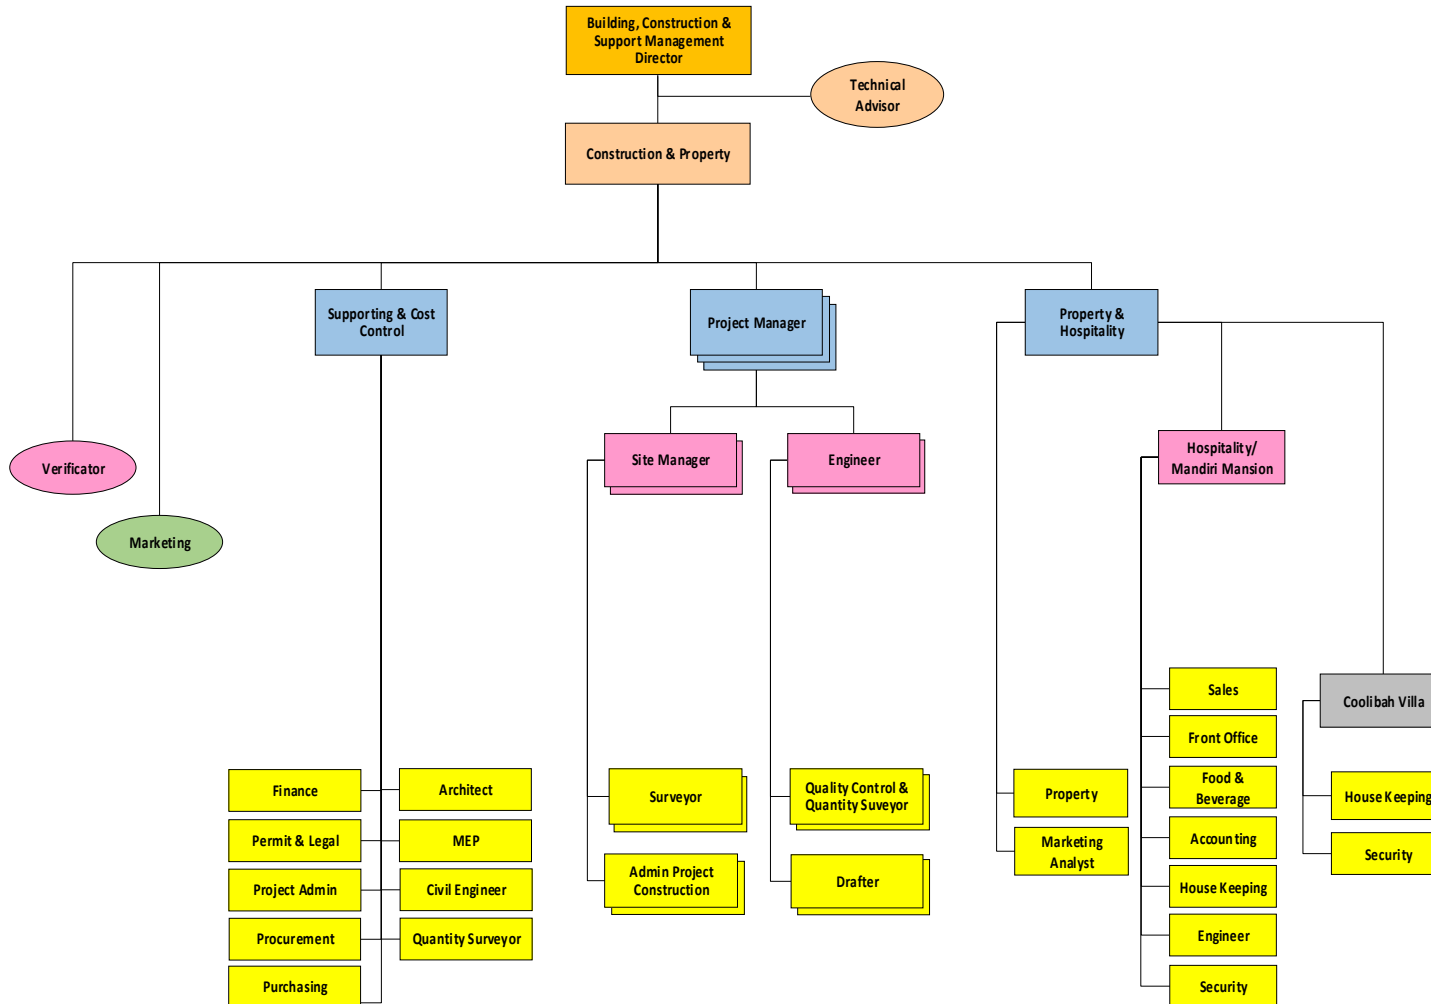 Building, Construction &
Support Management
Director
Technical
Advisor
Construction & Property
Supporting & Cost
Control
Project Manager
Property &
Hospitality
Verificator
Marketing
Site Manager
Engineer
Hospitality/
Mandiri Mansion
Sales
Front Office
Food &
Beverage
Accounting
House Keeping
Engineer
Security
Coolibah Villa
House Keeping
Security
Finance
Permit & Legal
Project Admin
Procurement
Purchasing
Architect
MEP
Civil Engineer
Quantity Surveyor
Surveyor
Admin Project
Construction
Quality Control &
Quantity Suveyor
Drafter
Property
Marketing
Analyst